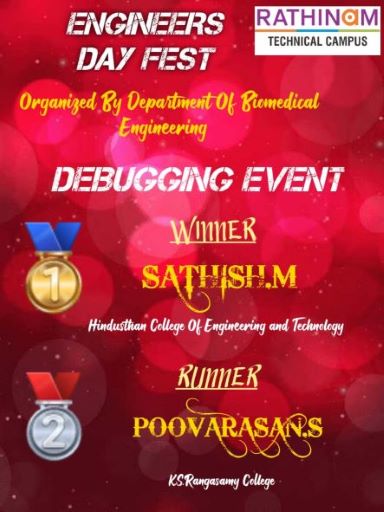 ENGINEERS
DAY FEST
RATHINAM
TECHNICAL CAMPUS
Organized By Department Of Biomedical
Engineering
DEBUGGING EVENT
WINNER
1
SATHISH.M
Hindusthan College Of Engineering and Technology
RUNNER
2
POOVARASAN.S
K.S.Rangasamy College